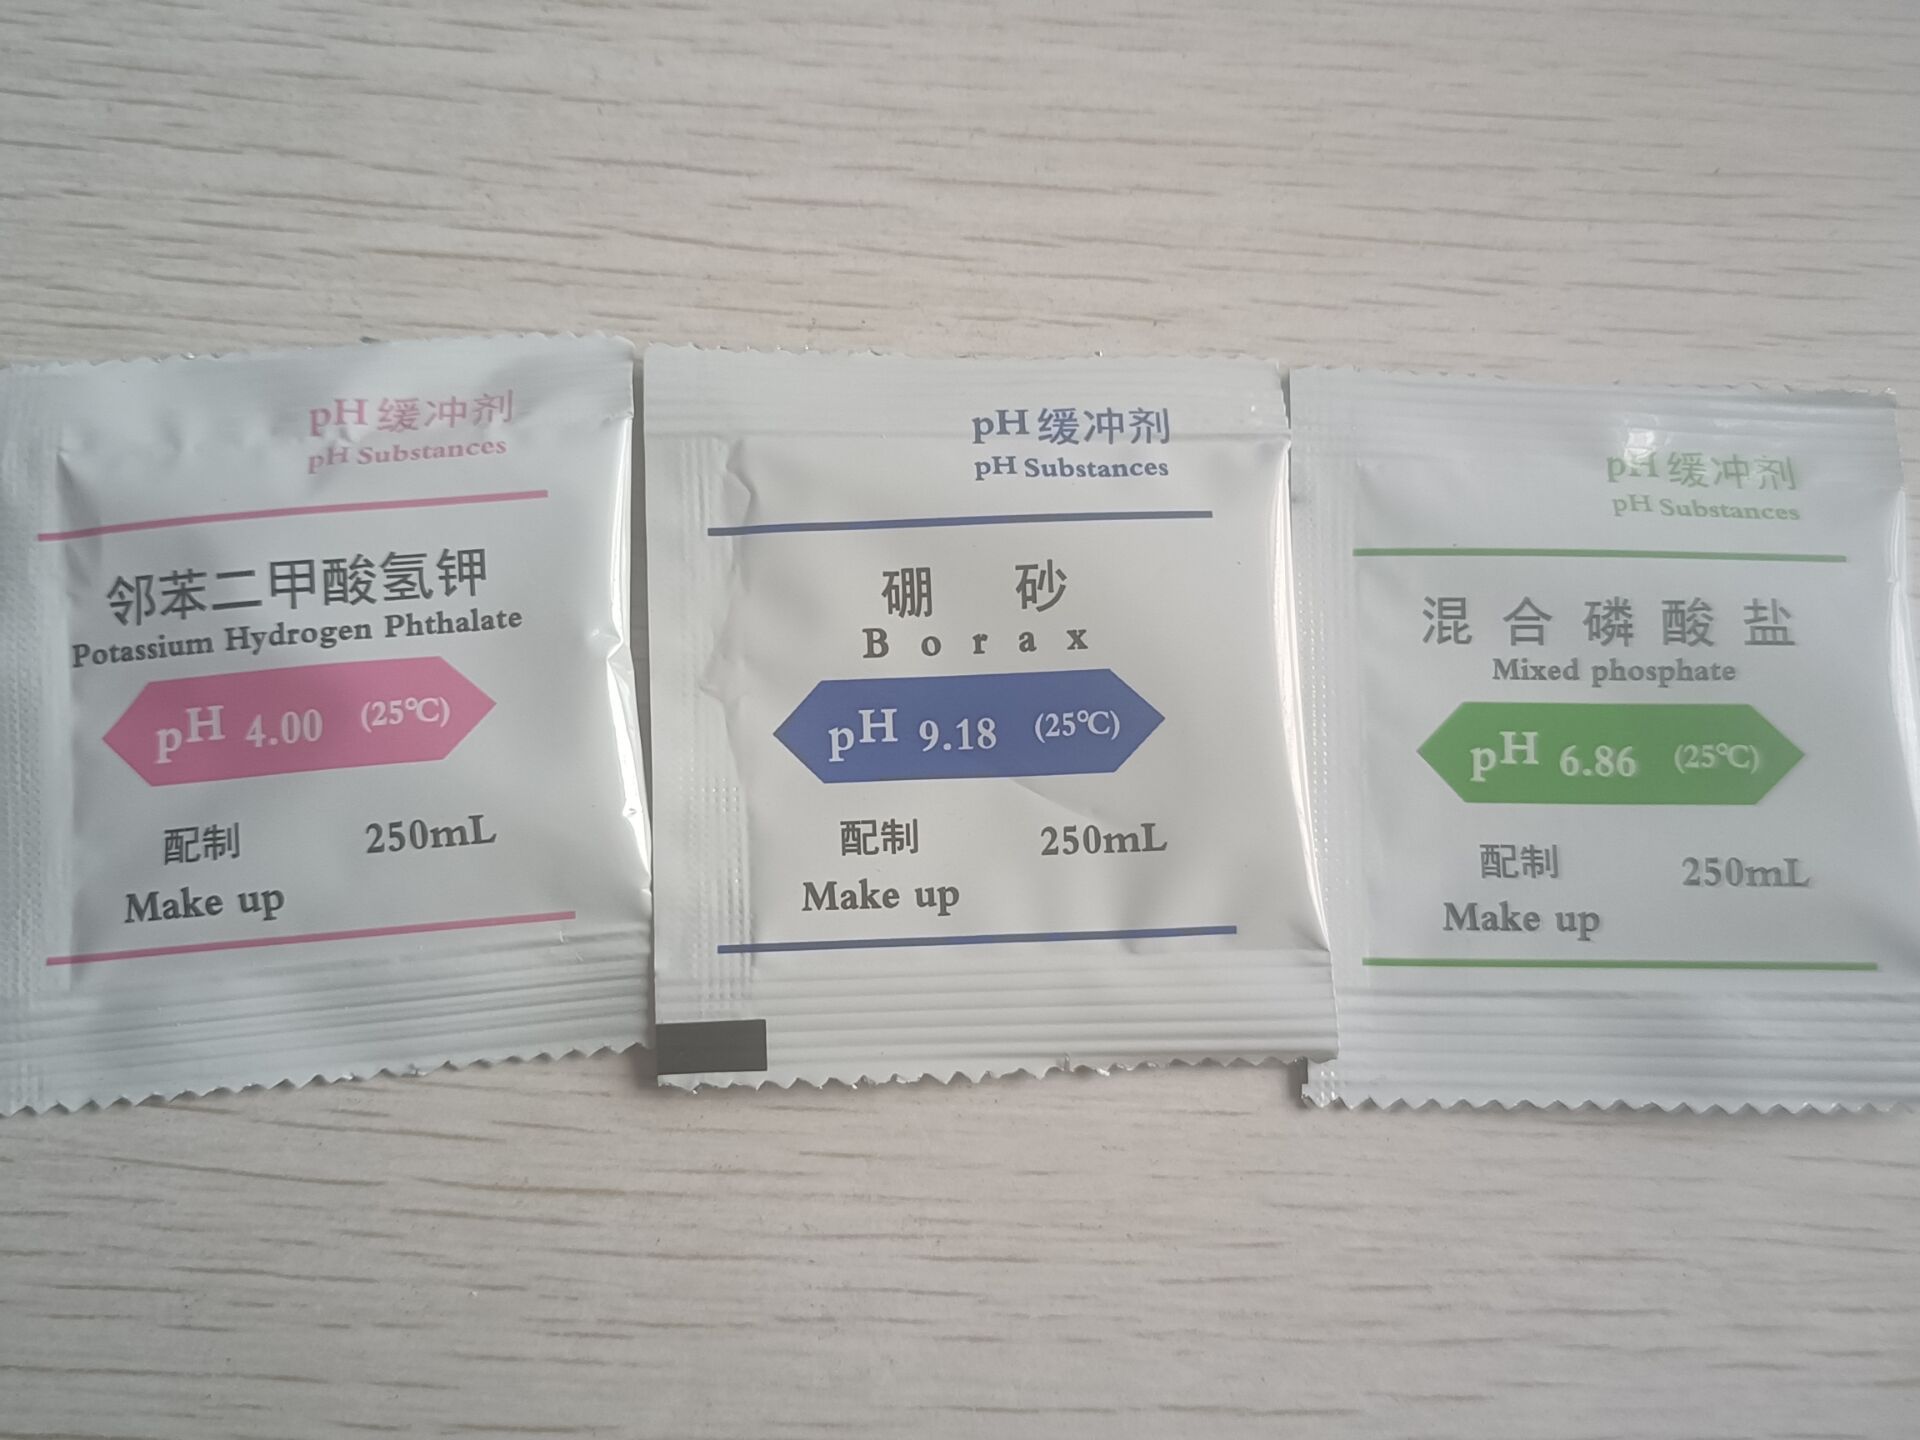 pH缓冲剂
pH Substances
邻苯二甲酸氢钾
Potassium Hydrogen Phthalate
pH 4.00 (25℃)
配制 250mL
Make up
pH缓冲剂
pH Substances
硼 砂
B o r a x
pH 9.18 (25℃)
配制 250mL
Make up
pH缓冲剂
pH Substances
混 合 磷 酸 盐
Mixed phosphate
pH 6.86 (25℃)
配制 250mL
Make up